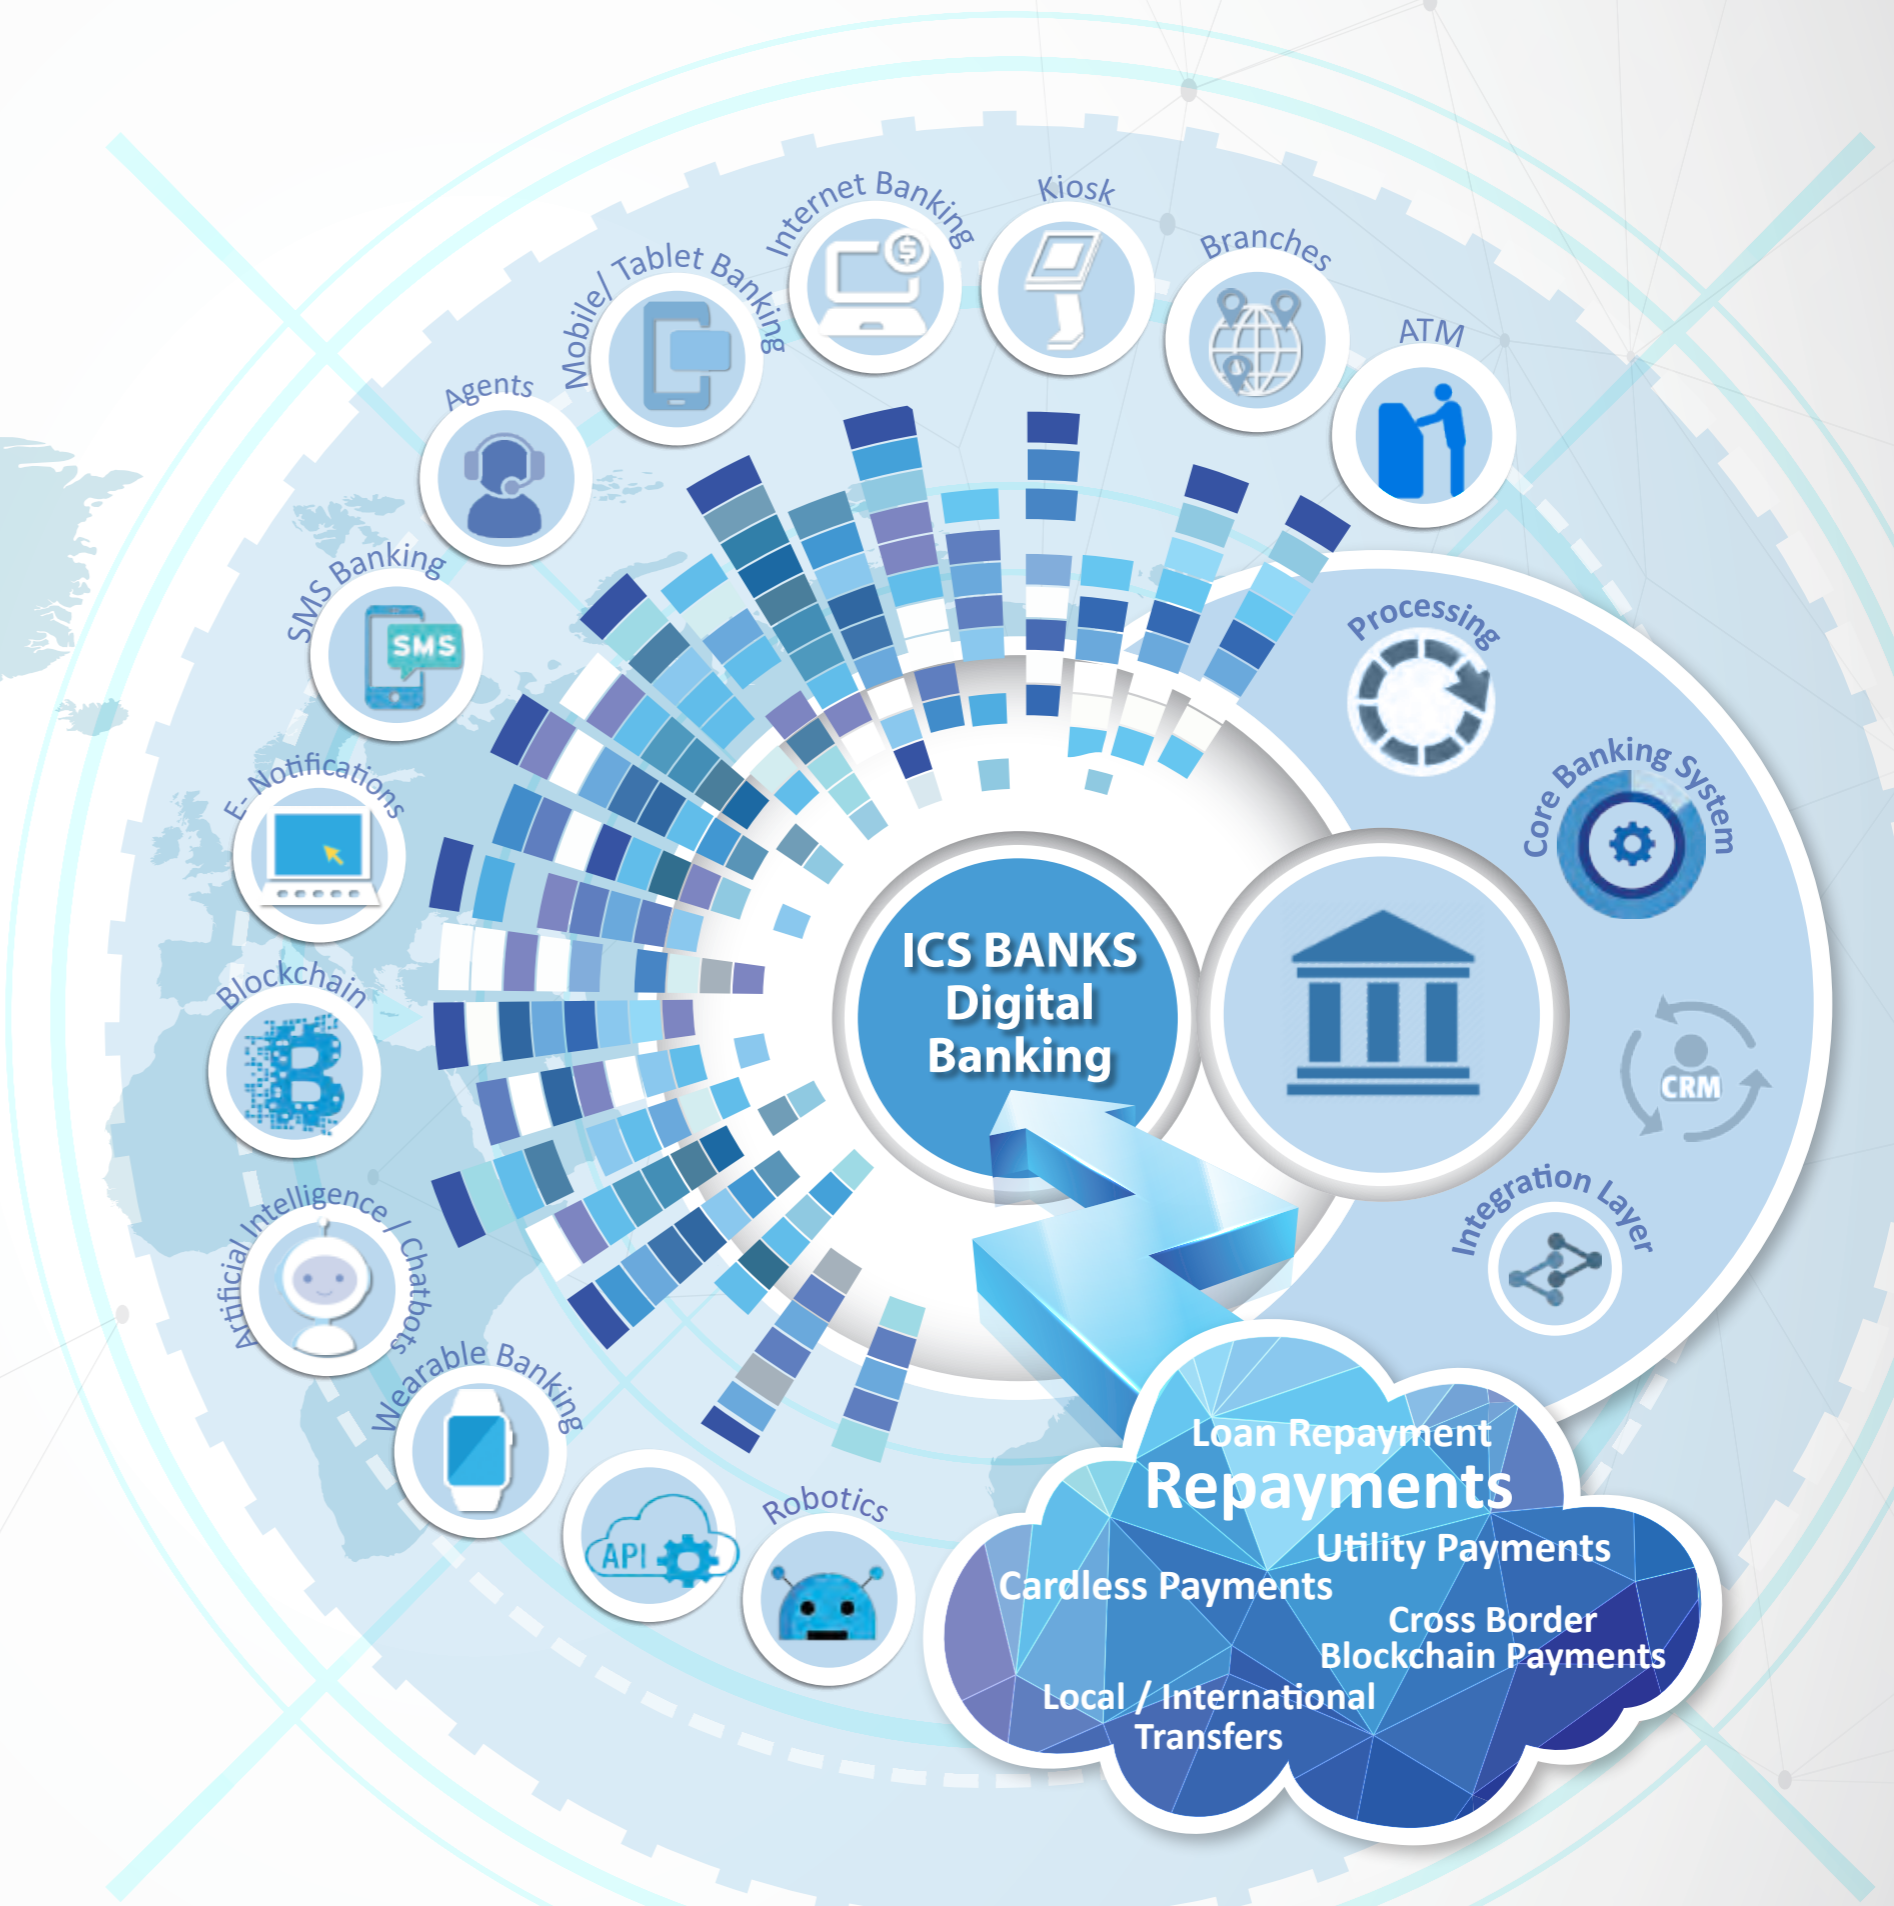 Internet Banking
Kiosk
Branches
ATM
Mobile/ Tablet Banking
$
Agents
SMS Banking
SMS
E- Notifications
Blockchain
B
Artificial Intelligence / Chatbots
Wearable Banking
API
Robotics
Processing
Core Banking System
CRM
Integration Layer
ICS BANKS
Digital
Banking
Loan Repayment
Repayments
Utility Payments
Cardless Payments
Cross Border
Blockchain Payments
Local / International
Transfers